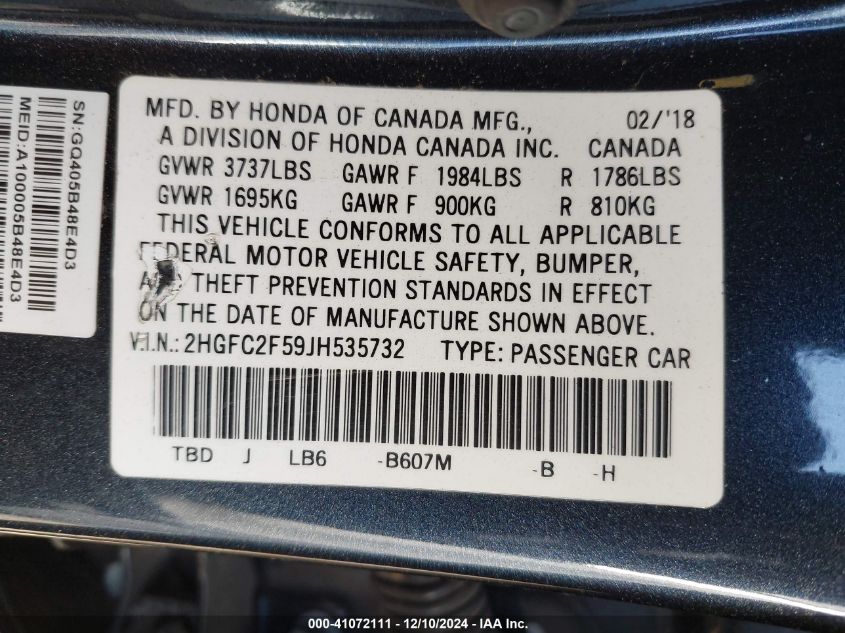 SN:GQ405B48E4D3
MEID:A100005B48E4D3
MFD. BY HONDA OF CANADA MFG., 02/'18
A DIVISION OF HONDA CANADA INC. CANADA
GVWR 3737LBS GAWR F 1984LBS R 1786LBS
GVWR 1695KG GAWR F 900KG R 810KG
THIS VEHICLE CONFORMS TO ALL APPLICABLE
FEDERAL MOTOR VEHICLE SAFETY, BUMPER,
THEFT PREVENTION STANDARDS IN EFFECT
ON THE DATE OF MANUFACTURE SHOWN ABOVE.
V.I.N.: 2HGFC2F59JH535732 TYPE: PASSENGER CAR
TBD J LB6 -B607M -B -H
000-41072111 - 12/10/2024 - IAA Inc.